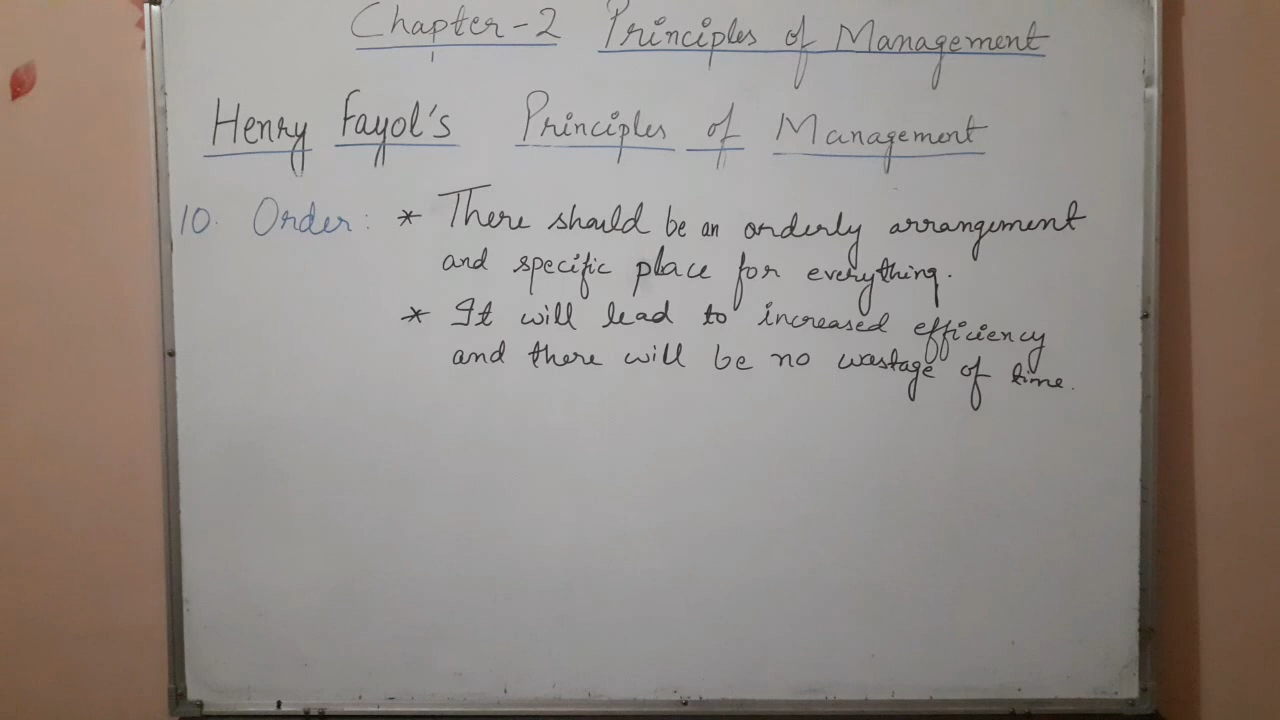 Chapter-2 Principles of Management
Henry Fayol's Principles of Management
10. Order: * There should be an orderly arrangement
and specific place for everything.
* It will lead to increased efficiency
and there will be no wastage of time.